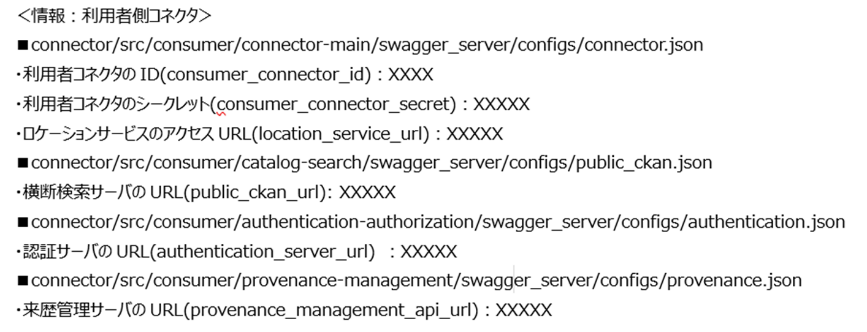 ＜情報：利用者側コネクタ＞
■connector/src/consumer/connector-main/swagger_server/configs/connector.json
・利用者コネクタの ID(consumer_connector_id)：XXXX
・利用者コネクタのシークレット(consumer_connector_secret)：XXXXX
・ロケーションサービスのアクセス URL(location_service_url)：XXXXX
■connector/src/consumer/catalog-search/swagger_server/configs/public_ckan.json
・横断検索サーバの URL(public_ckan_url): XXXXX
■connector/src/consumer/authentication-authorization/swagger_server/configs/authentication.json
・認証サーバの URL(authentication_server_url) ：XXXXX
■connector/src/consumer/provenance-management/swagger_server/configs/provenance.json
・来歴管理サーバの URL(provenance_management_api_url)：XXXXX